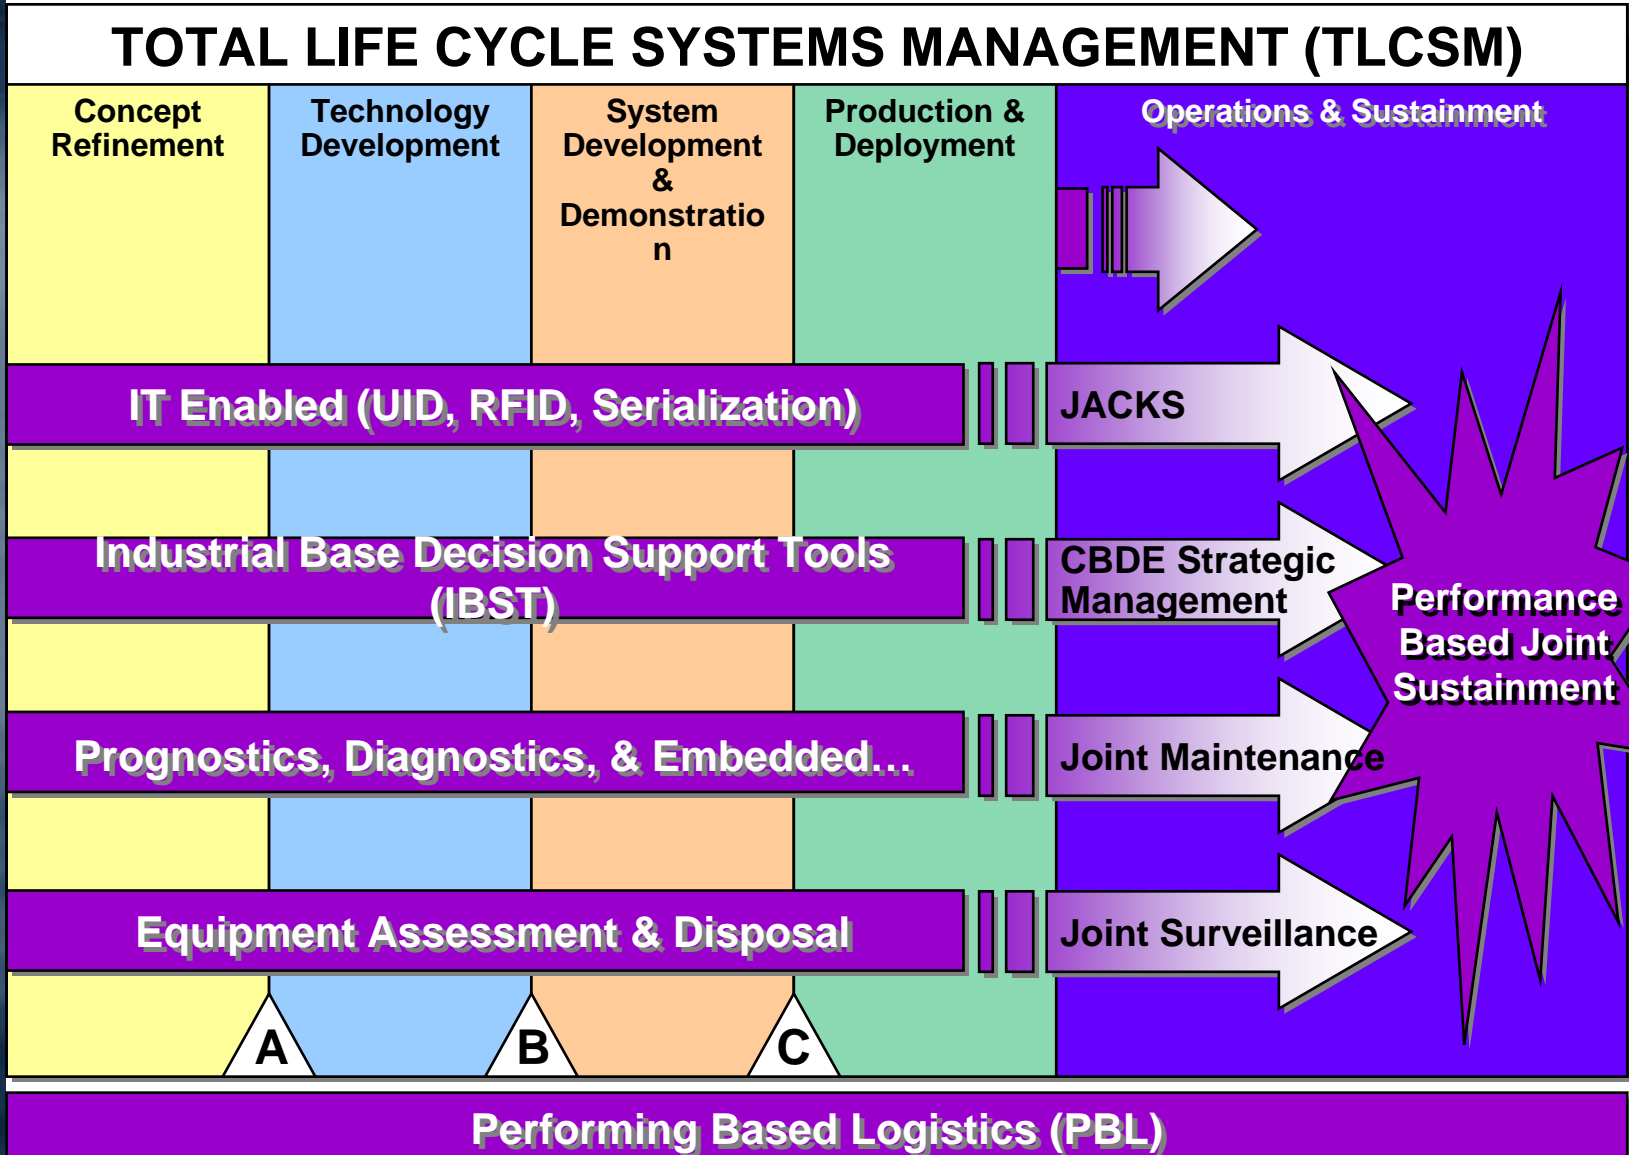 TOTAL LIFE CYCLE SYSTEMS MANAGEMENT (TLCSM)
Concept
Refinement
Technology
Development
System
Development
&
Demonstratio
n
Production &
Deployment
Operations & Sustainment
IT Enabled (UID, RFID, Serialization)
JACKS
Industrial Base Decision Support Tools
(IBST)
CBDE Strategic
Management
Performance
Based Joint
Sustainment
Prognostics, Diagnostics, & Embedded…
Joint Maintenance
Equipment Assessment & Disposal
Joint Surveillance
A
B
C
Performing Based Logistics (PBL)